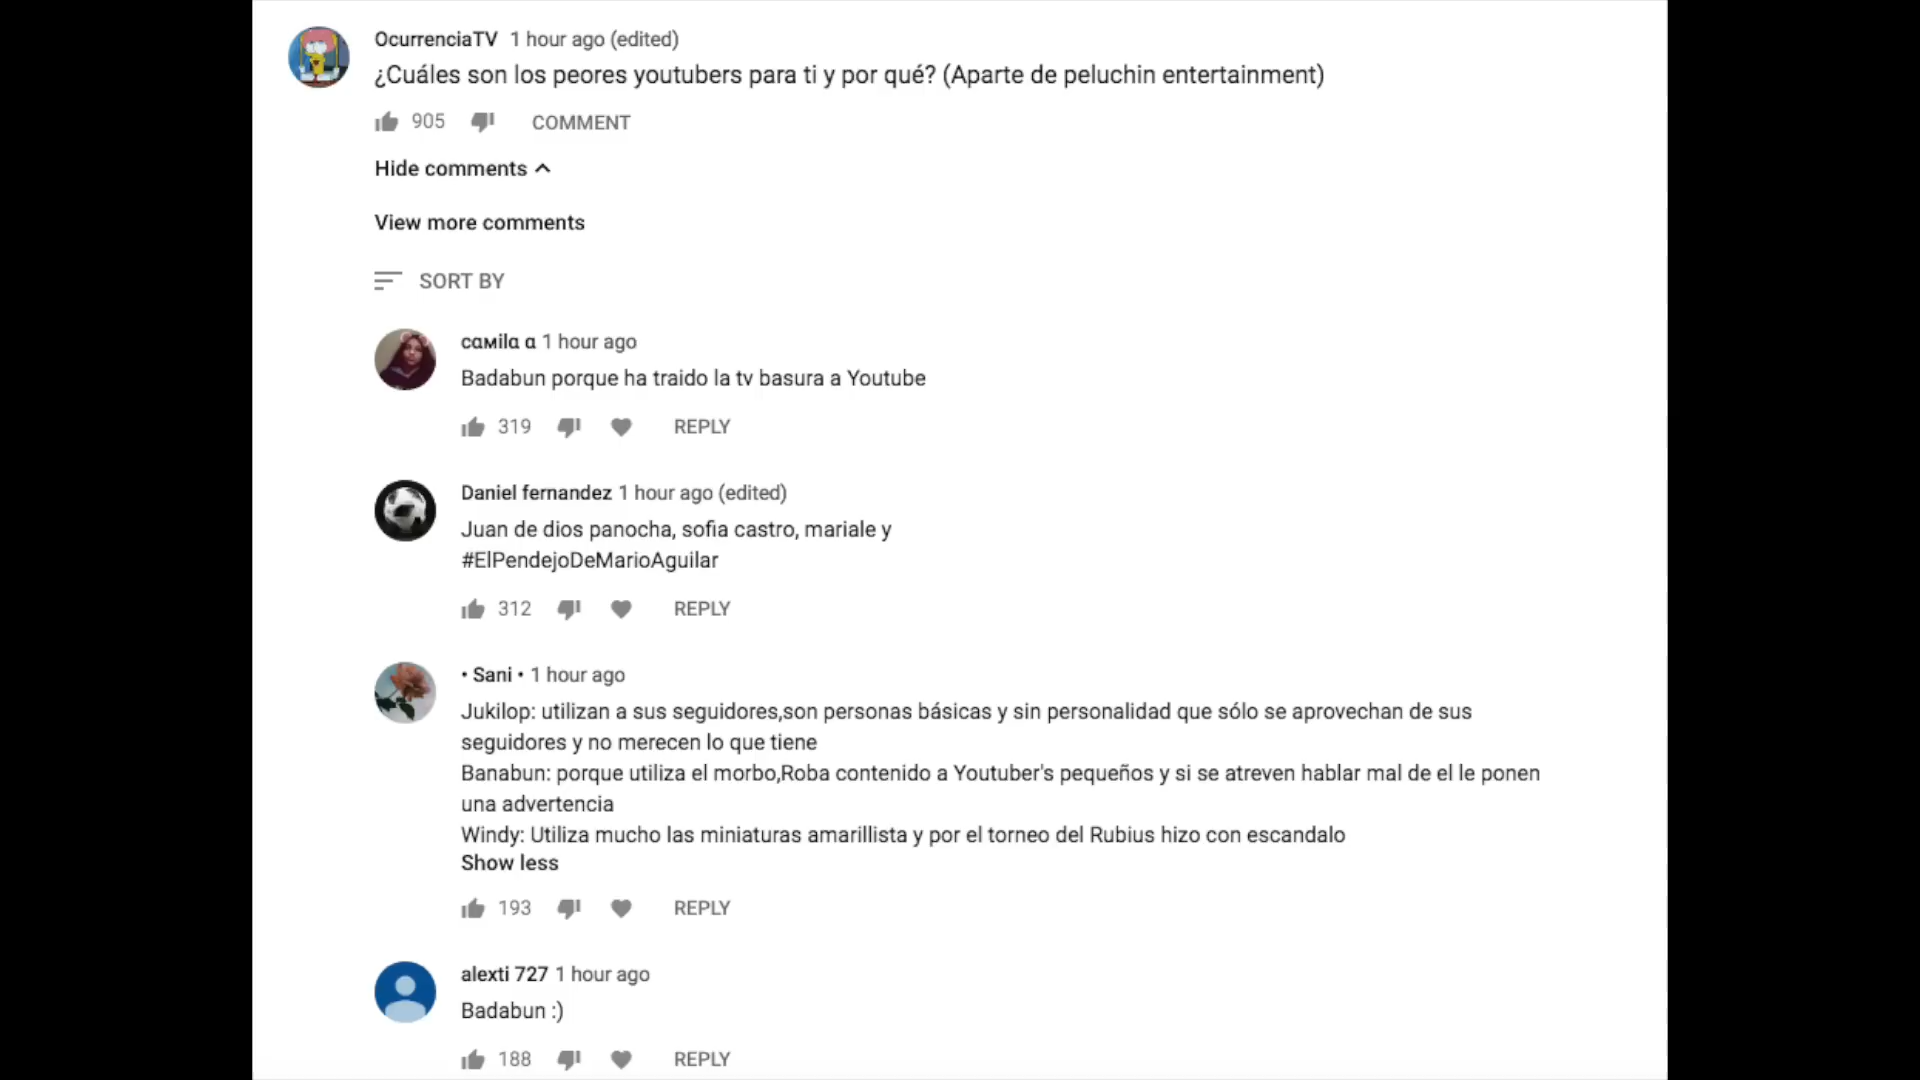 OcurrenciaTV 1 hour ago (edited)
¿Cuáles son los peores youtubers para ti y por qué? (Aparte de peluchin entertainment)
905 COMMENT
Hide comments
View more comments
SORT BY
cαмilα α 1 hour ago
Badabun porque ha traido la tv basura a Youtube
319 REPLY
Daniel fernandez 1 hour ago (edited)
Juan de dios panocha, sofia castro, mariale y
#ElPendejoDeMarioAguilar
312 REPLY
• Sani • 1 hour ago
Jukilop: utilizan a sus seguidores,son personas básicas y sin personalidad que sólo se aprovechan de sus
seguidores y no merecen lo que tiene
Banabun: porque utiliza el morbo,Roba contenido a Youtuber's pequeños y si se atreven hablar mal de el le ponen
una advertencia
Windy: Utiliza mucho las miniaturas amarillista y por el torneo del Rubius hizo con escandalo
Show less
193 REPLY
alexti 727 1 hour ago
Badabun :)
188 REPLY